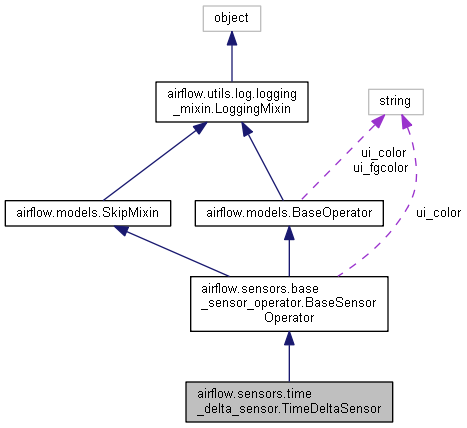 object
airflow.utils.log.logging
_mixin.LoggingMixin
string
ui_color
ui_fgcolor
airflow.models.SkipMixin
airflow.models.BaseOperator
ui_color
airflow.sensors.base
_sensor_operator.BaseSensor
Operator
airflow.sensors.time
_delta_sensor.TimeDeltaSensor